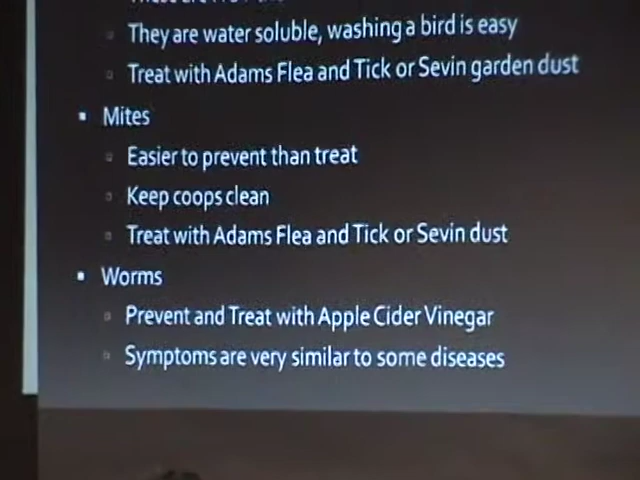 They are water soluble, washing a bird is easy
Treat with Adams Flea and Tick or Sevin garden dust
Mites
Easier to prevent than treat
Keep coops clean
Treat with Adams Flea and Tick or Sevin dust
Worms
Prevent and Treat with Apple Cider Vinegar
Symptoms are very similar to some diseases